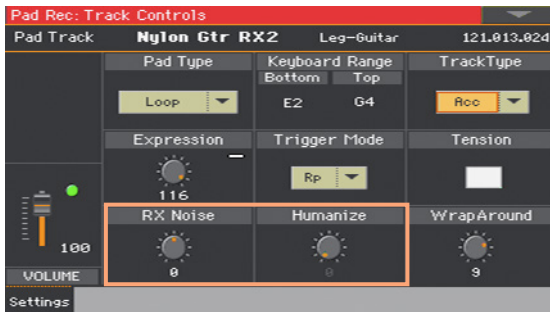 Pad Rec: Track Controls
Pad Track Nylon Gtr RX2 Leg-Guitar 121.013.024
Pad Type Keyboard Range TrackType
Bottom Top
Loop E2 G4 Acc
Expression Trigger Mode Tension
Rp
116
RX Noise Humanize WrapAround
100
0 0 9
VOLUME
Settings